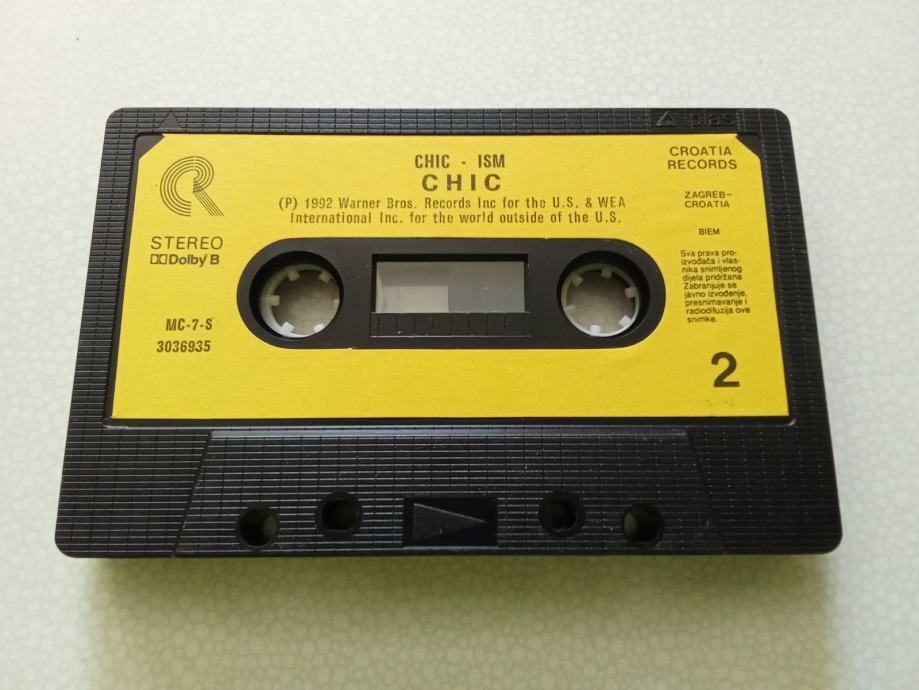 CHIC - ISM
CHIC
(P) 1992 Warner Bros. Records Inc for the U.S. & WEA
International Inc. for the world outside of the U.S.
STEREO
Dolby B
MC-7-S
3036935
CROATIA
RECORDS
ZAGREB-
CROATIA
BIEM
Sva prava pro-
izvođača i vlas-
nika snimljenog
dijela pridržana
Zabranjuje se
javno izvođenje,
presnimavanje i
radiodifuzija ove
snimke.
2